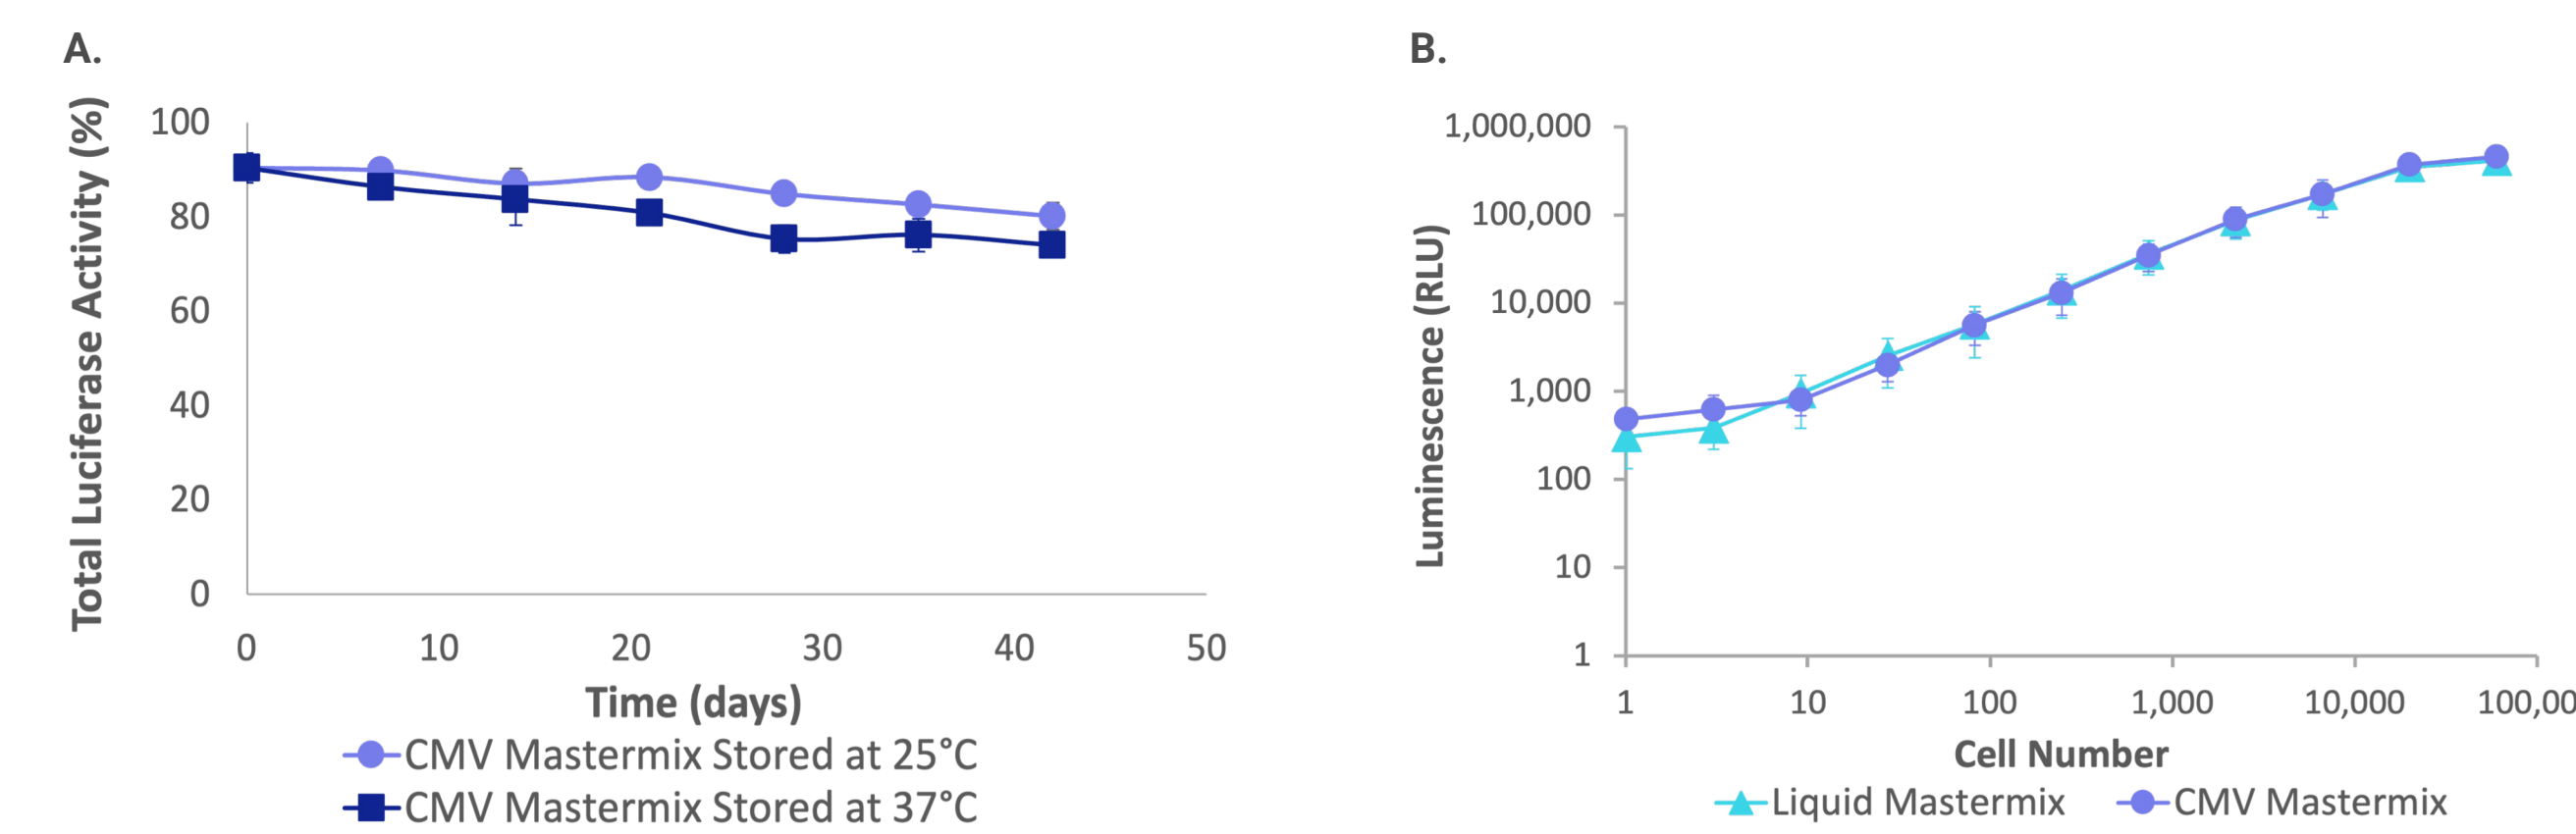 A.
Total Luciferase Activity (%)
100
80
60
40
20
0
0 10 20 30 40 50
Time (days)
CMV Mastermix Stored at 25°C
CMV Mastermix Stored at 37°C
B.
Luminescence (RLU)
1,000,000
100,000
10,000
1,000
100
10
1
1 10 100 1,000 10,000 100,00
Cell Number
Liquid Mastermix CMV Mastermix